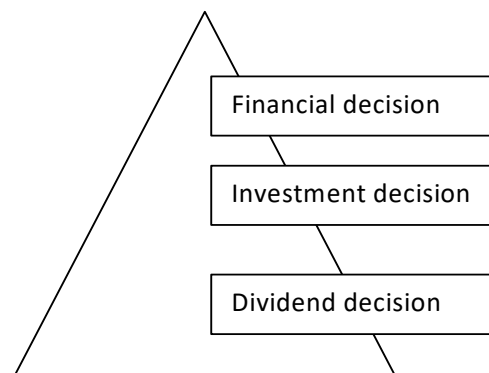 Financial decision
Investment decision
Dividend decision